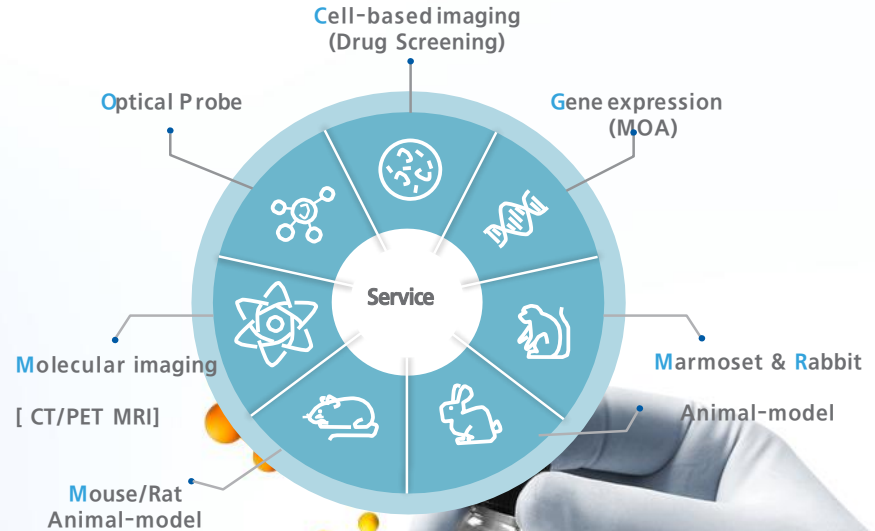 Cell-based imaging
(Drug Screening)
Optical Probe
Gene expression
(MOA)
Service
Molecular imaging
[ CT/PET MRI]
Marmoset & Rabbit
Animal-model
Mouse/Rat
Animal-model